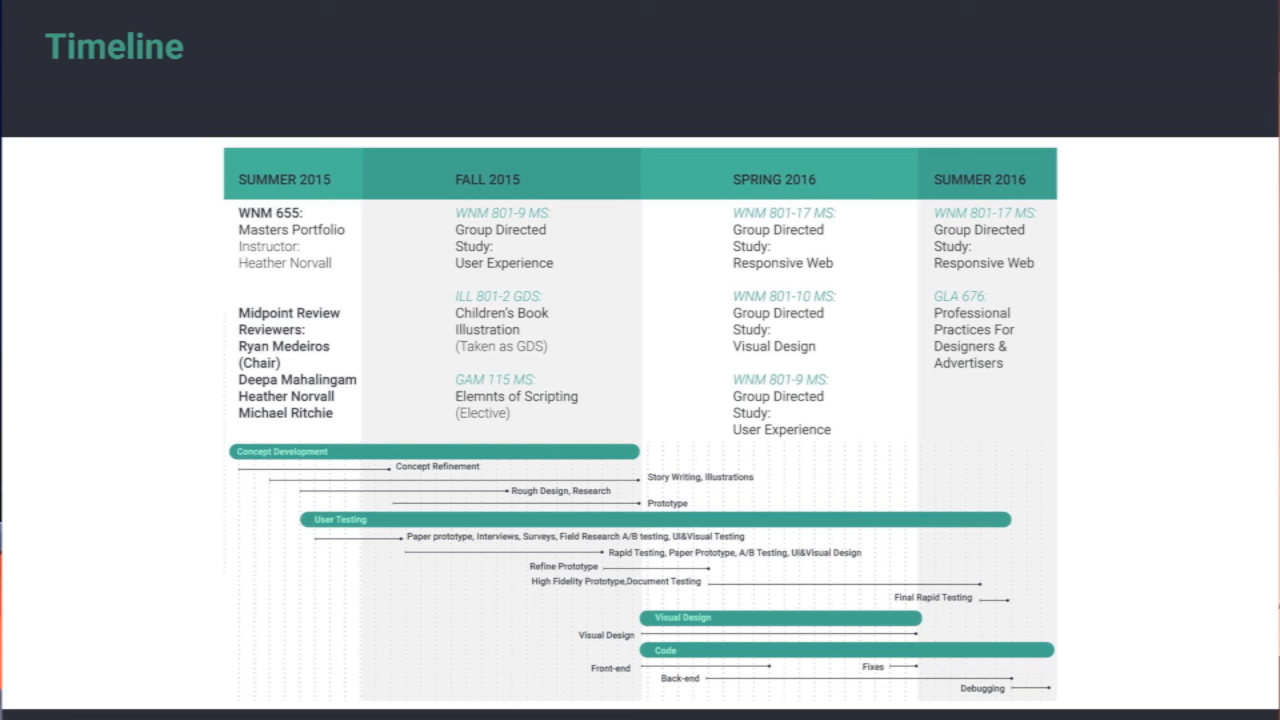 Timeline
SUMMER 2015
FALL 2015
SPRING 2016
SUMMER 2016
WNM 655:
Masters Portfolio
Instructor:
Heather Norvall
Midpoint Review
Reviewers:
Ryan Medeiros
(Chair)
Deepa Mahalingam
Heather Norvall
Michael Ritchie
WNM 801-9 MS:
Group Directed
Study:
User Experience
ILL 801-2 GDS:
Children's Book
Illustration
(Taken as GDS)
GAM 115 MS:
Elemnts of Scripting
(Elective)
WNM 801-17 MS:
Group Directed
Study:
Responsive Web
WNM 801-10 MS:
Group Directed
Study:
Visual Design
WNM 801-9 MS:
Group Directed
Study:
User Experience
WNM 801-17 MS:
Group Directed
Study:
Responsive Web
GLA 676:
Professional
Practices For
Designers &
Advertisers
Concept Development
Concept Refinement
Story Writing, Illustrations
Rough Design, Research
Prototype
User Testing
Paper prototype, Interviews, Surveys, Field Research A/B testing, UI&Visual Testing
Rapid Testing, Paper Prototype, A/B Testing, UI&Visual Design
Refine Prototype
High Fidelity Prototype,Document Testing
Final Rapid Testing
Visual Design
Visual Design
Code
Front-end
Fixes
Back-end
Debugging